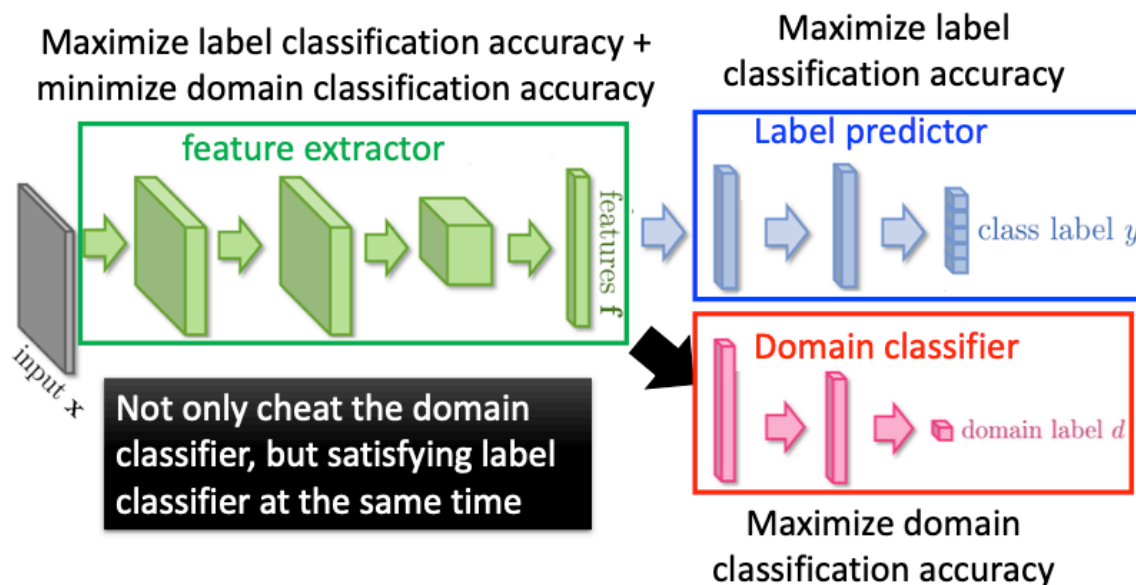 Maximize label classification accuracy +
minimize domain classification accuracy
Maximize label
classification accuracy
feature extractor
Label predictor
features f
class label y
input x
Domain classifier
domain label d
Not only cheat the domain
classifier, but satisfying label
classifier at the same time
Maximize domain
classification accuracy